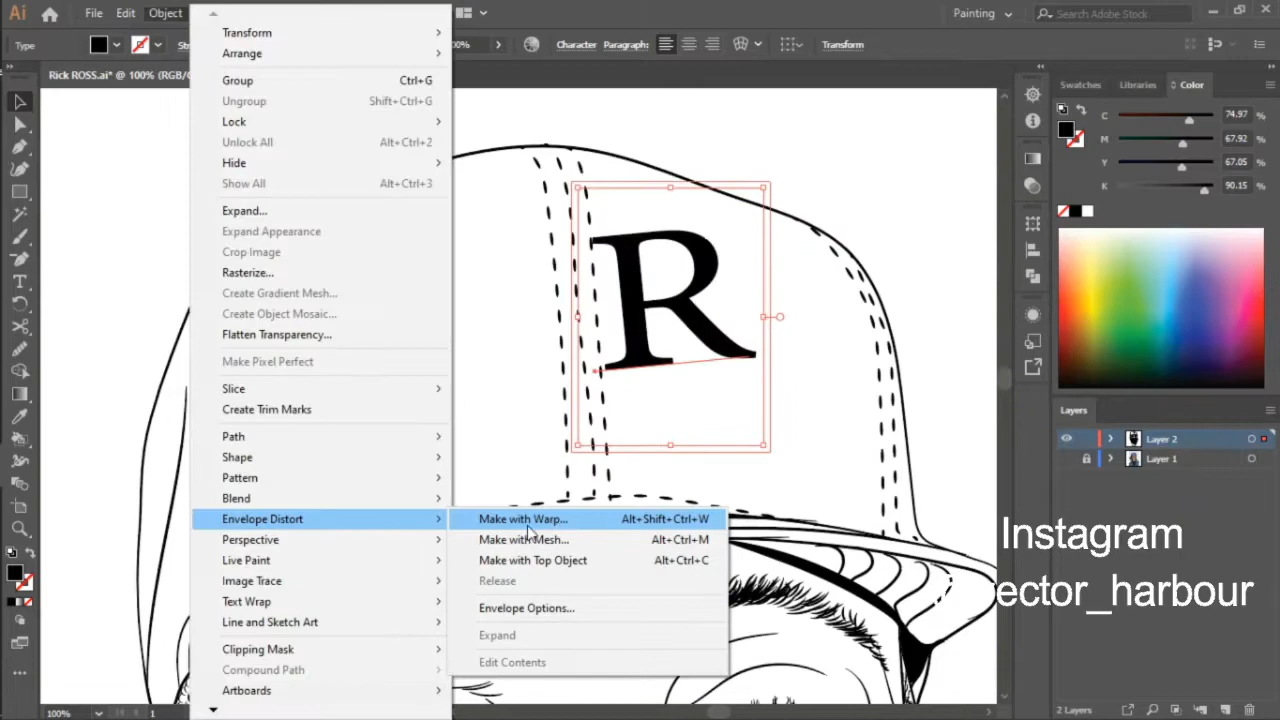 Ai
File
Edit
Object
Painting
Search Adobe Stock
Type
Character
Paragraph:
Transform
Transform
Arrange
Group Ctrl+G
Ungroup Shift+Ctrl+G
Lock
Unlock All Alt+Ctrl+2
Hide
Show All Alt+Ctrl+3
Expand...
Expand Appearance
Crop Image
Rasterize...
Create Gradient Mesh...
Create Object Mosaic...
Flatten Transparency...
Make Pixel Perfect
Slice
Create Trim Marks
Path
Shape
Pattern
Blend
Envelope Distort
Perspective
Live Paint
Image Trace
Text Wrap
Line and Sketch Art
Clipping Mask
Compound Path
Artboards
Make with Warp... Alt+Shift+Ctrl+W
Make with Mesh... Alt+Ctrl+M
Make with Top Object Alt+Ctrl+C
Release
Envelope Options...
Expand
Edit Contents
Rick ROSS.ai* @ 100%
R
Swatches
Libraries
Color
C 74.97 %
M 67.92 %
Y 67.05 %
K 90.15 %
Layers
Layer 2
Layer 1
2 Layers
100%
1
Instagram